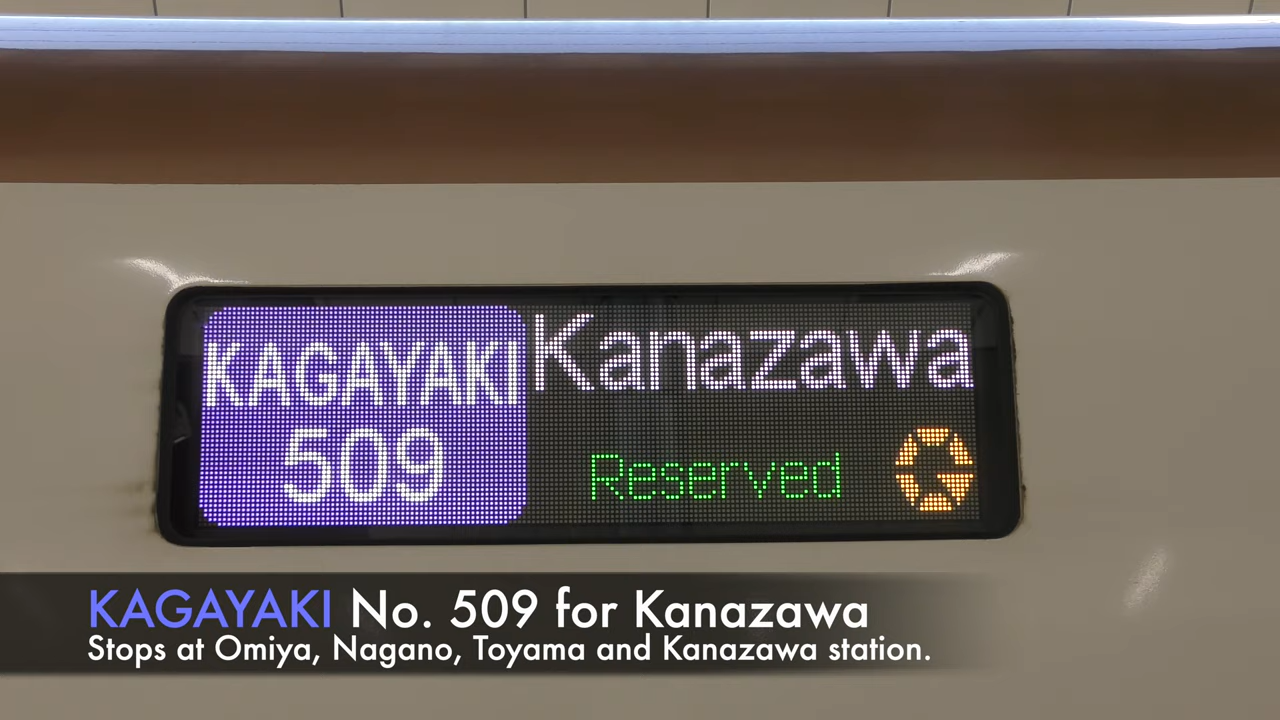 KAGAYAKI
509
Kanazawa
Reserved
G
KAGAYAKI No. 509 for Kanazawa
Stops at Omiya, Nagano, Toyama and Kanazawa station.